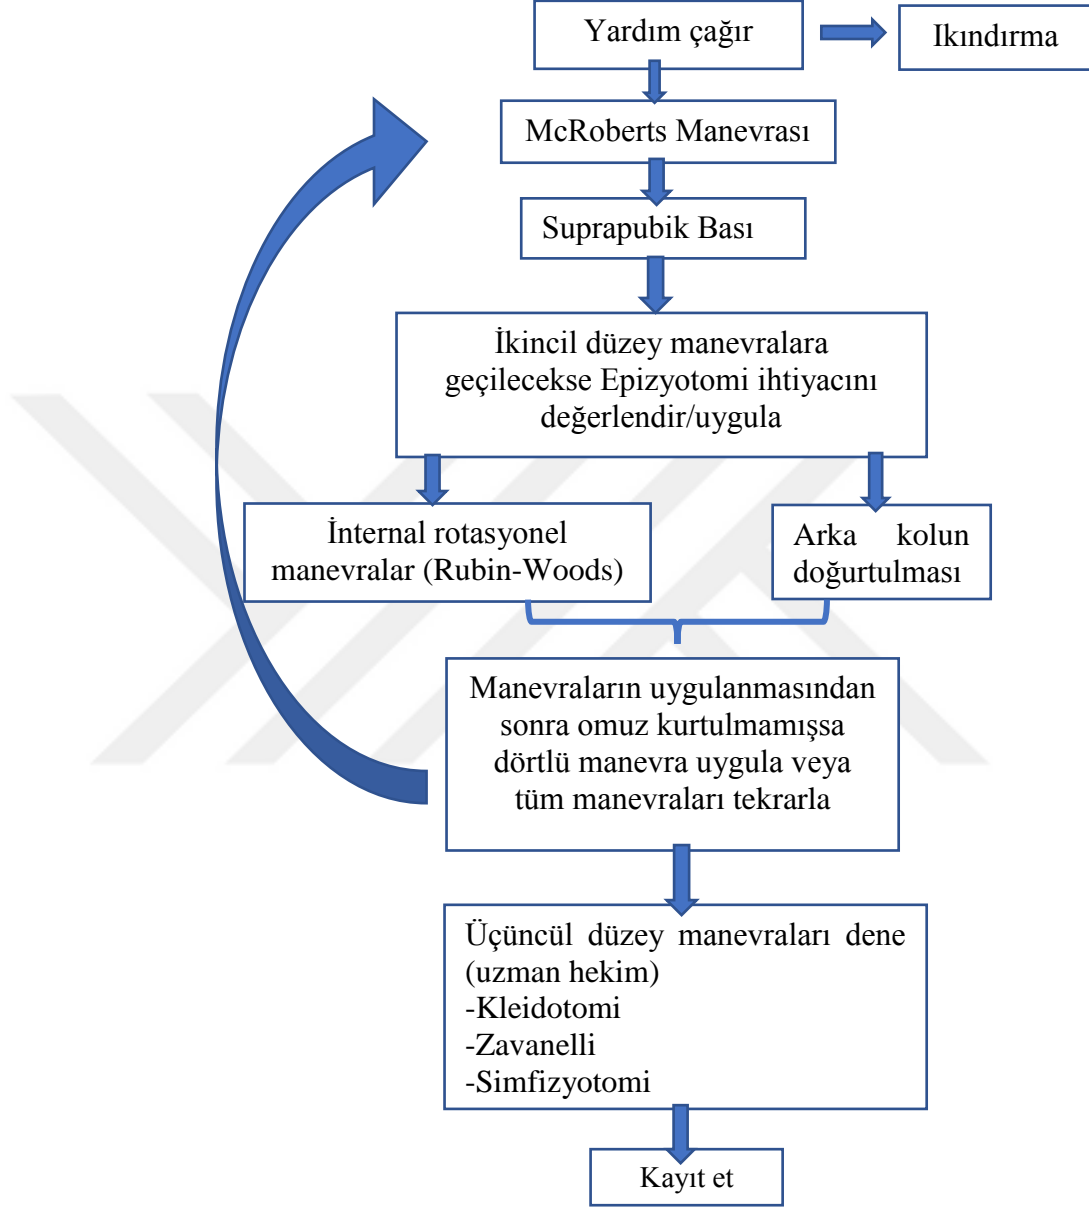 Yardım çağır
Ikındırma
McRoberts Manevrası
Suprapubik Bası
İkincil düzey manevralara
geçilecekse Epizyotomi ihtiyacını
değerlendir/uygula
İnternal rotasyonel
manevralar (Rubin-Woods)
Arka kolun
doğurtulması
Manevraların uygulanmasından
sonra omuz kurtulmamışsa
dörtlü manevra uygula veya
tüm manevraları tekrarla
Üçüncül düzey manevraları dene
(uzman hekim)
-Kleidotomi
-Zavanelli
-Simfizyotomi
Kayıt et